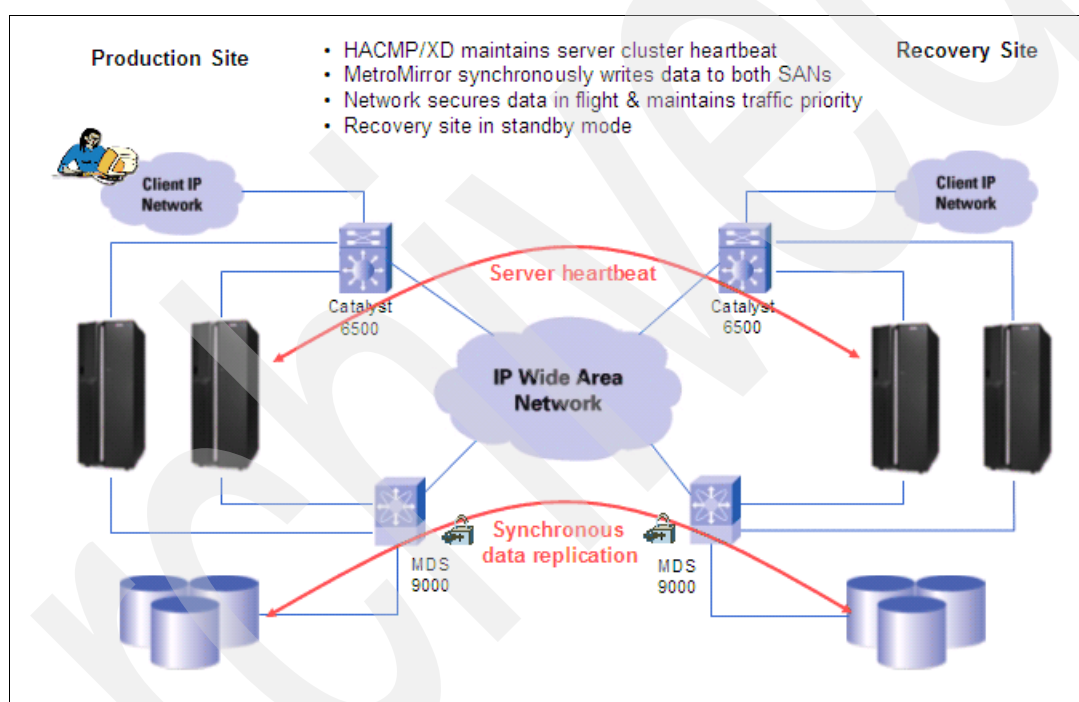 Production Site
• HACMP/XD maintains server cluster heartbeat
• MetroMirror synchronously writes data to both SANs
• Network secures data in flight & maintains traffic priority
• Recovery site in standby mode
Recovery Site
Client IP
Network
Client IP
Network
Server heartbeat
Catalyst
6500
Catalyst
6500
IP Wide Area
Network
Synchronous
data replication
MDS
9000
MDS
9000